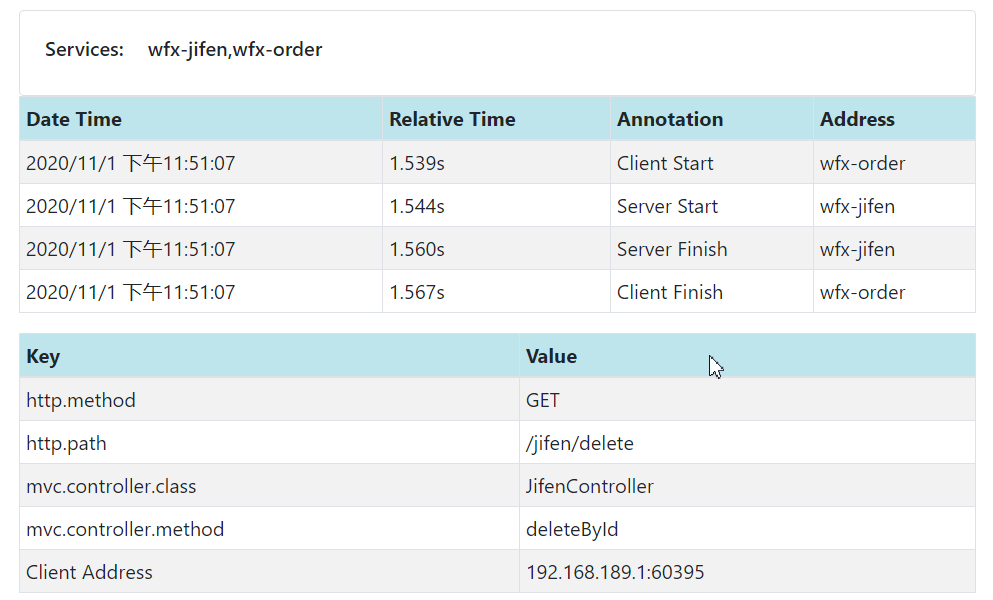 Services: wfx-jifen,wfx-order
Date Time Relative Time Annotation Address
2020/11/1 下午11:51:07 1.539s Client Start wfx-order
2020/11/1 下午11:51:07 1.544s Server Start wfx-jifen
2020/11/1 下午11:51:07 1.560s Server Finish wfx-jifen
2020/11/1 下午11:51:07 1.567s Client Finish wfx-order
Key Value
http.method GET
http.path /jifen/delete
mvc.controller.class JifenController
mvc.controller.method deleteById
Client Address 192.168.189.1:60395